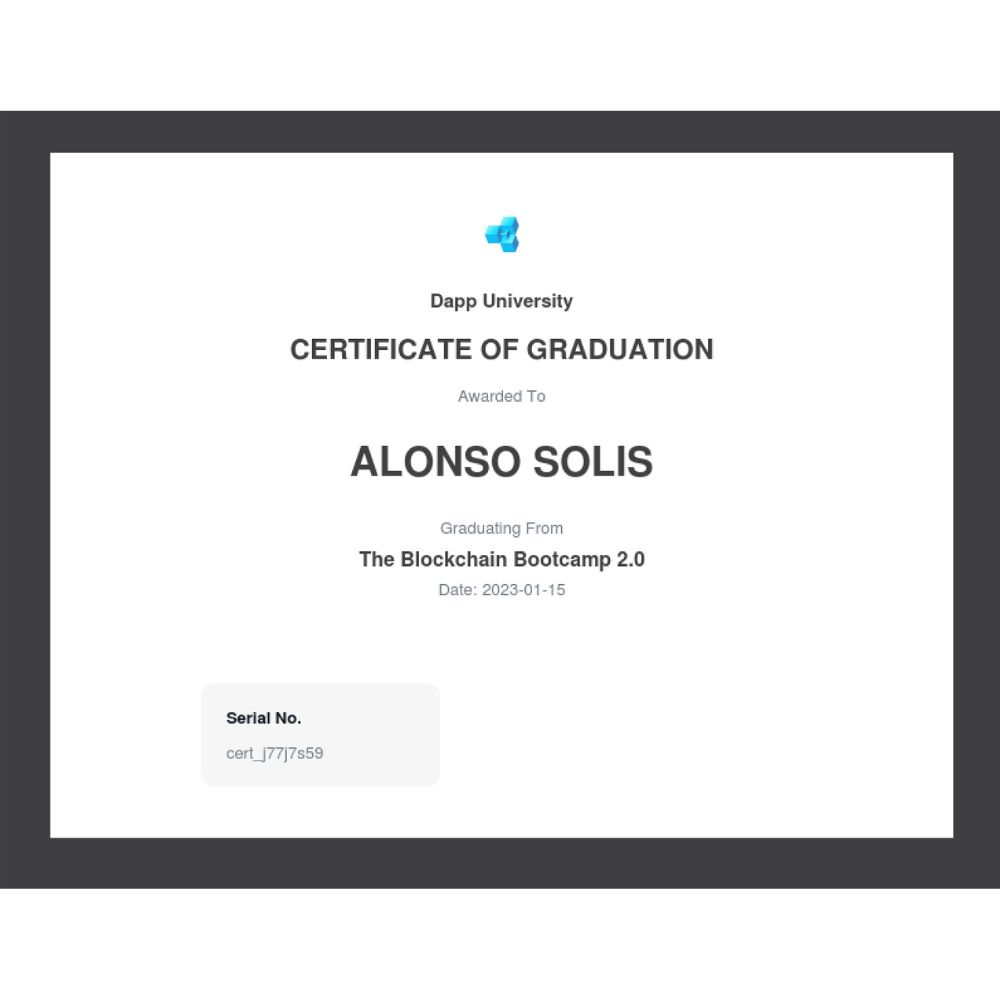 Dapp University
CERTIFICATE OF GRADUATION
Awarded To
ALONSO SOLIS
Graduating From
The Blockchain Bootcamp 2.0
Date: 2023-01-15
Serial No.
cert_j77j7s59